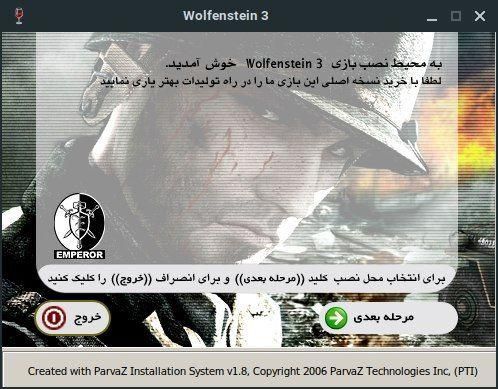 Wolfenstein 3
به محیط نصب بازی Wolfenstein 3 خوش آمدید.
لطفا با خرید نسخه اصلی این بازی ما را در راه تولیدات بهتر یاری نمایید
EMPEROR
برای انتخاب محل نصب کلید ((مرحله بعدی)) و برای انصراف ((خروج)) را کلیک کنید
مرحله بعدی
خروج
Created with ParvaZ Installation System v1.8, Copyright 2006 ParvaZ Technologies Inc, (PTI)